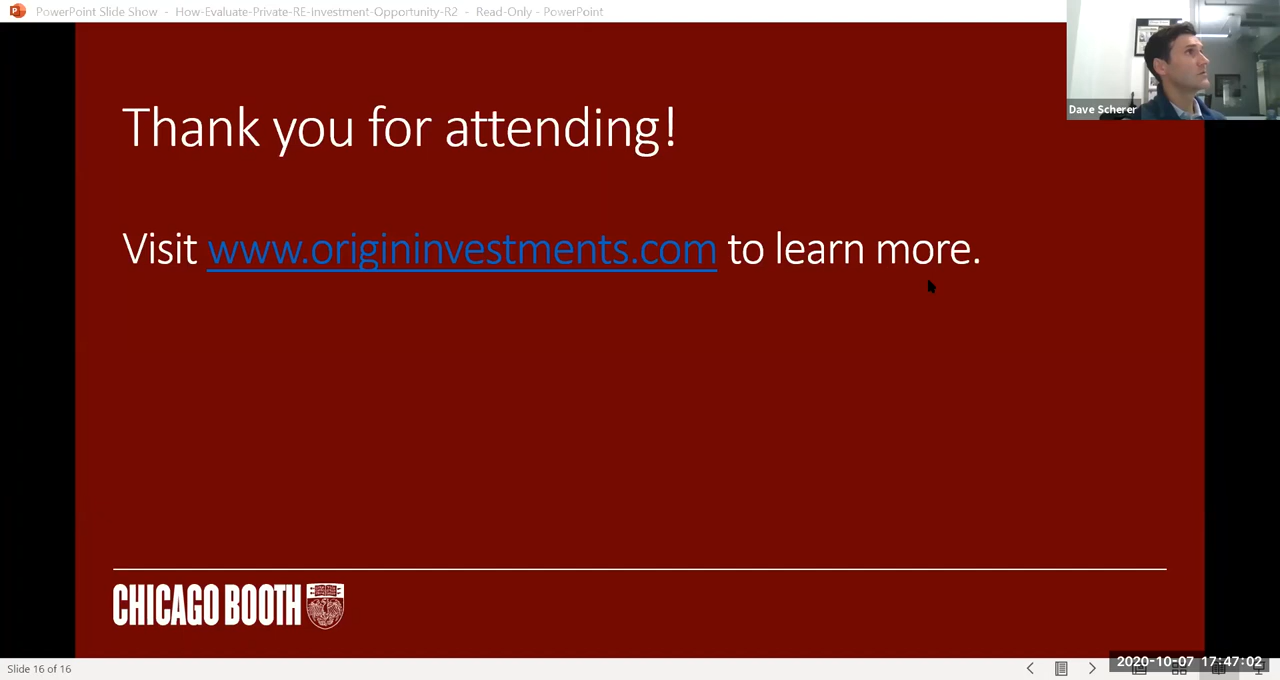 PowerPoint Slide Show - How-Evaluate-Private-RE-investment-Opportunity-R2 - Read-Only - PowerPoint
Dave Scherer
Thank you for attending!
Visit www.origininvestments.com to learn more.
CHICAGO BOOTH
Slide 16 of 16
2020-10-07 17:47:02